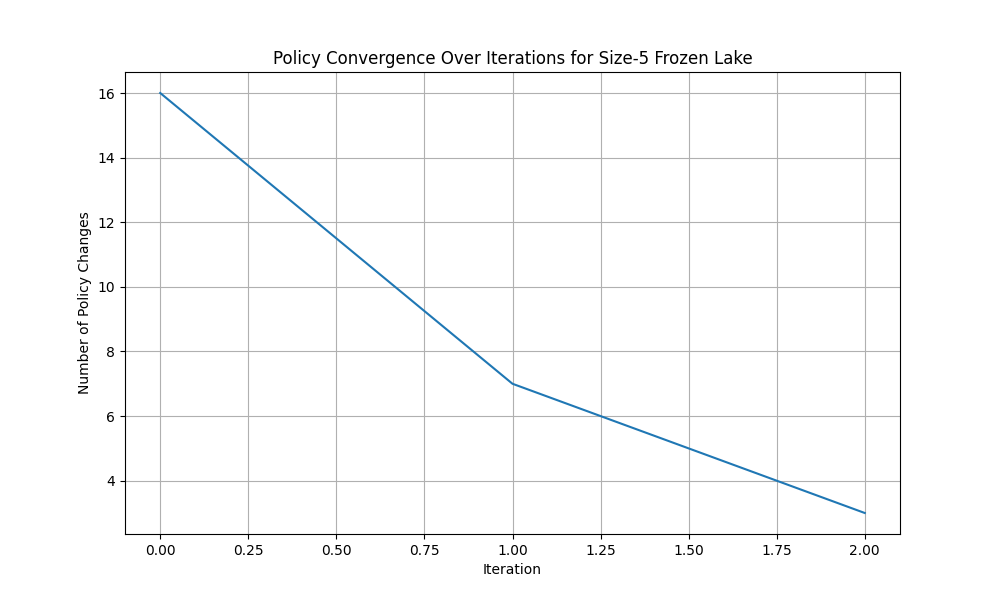 Policy Convergence Over Iterations for Size-5 Frozen Lake
Number of Policy Changes
16
14
12
10
8
6
4
0.00 0.25 0.50 0.75 1.00 1.25 1.50 1.75 2.00
Iteration